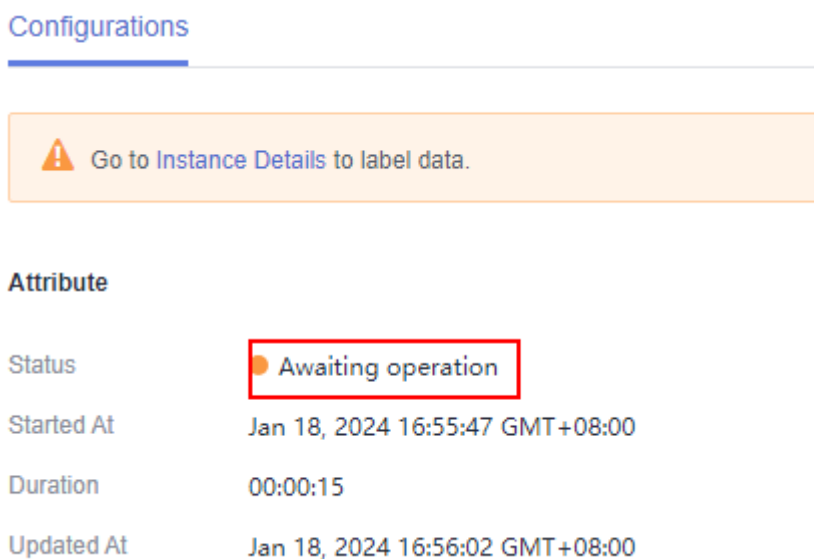 Configurations
Go to Instance Details to label data.
Attribute
Status Awaiting operation
Started At Jan 18, 2024 16:55:47 GMT+08:00
Duration 00:00:15
Updated At Jan 18, 2024 16:56:02 GMT+08:00